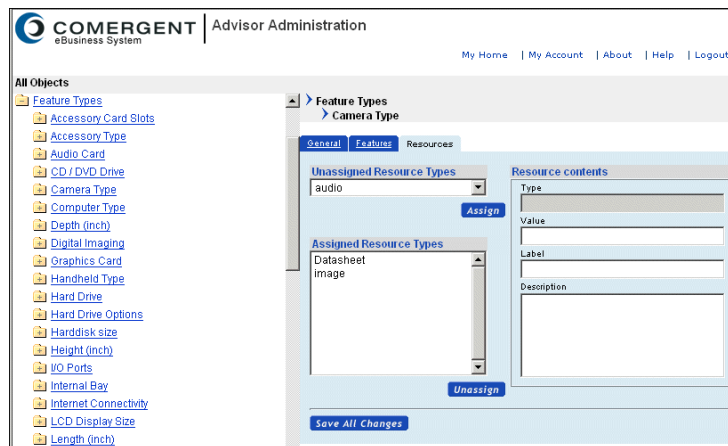 COMERGENT
eBusiness System
Advisor Administration
My Home | My Account | About | Help | Logout
All Objects
Feature Types
Accessory Card Slots
Accessory Type
Audio Card
CD / DVD Drive
Camera Type
Computer Type
Depth (inch)
Digital Imaging
Graphics Card
Handheld Type
Hard Drive
Hard Drive Options
Harddisk size
Height (inch)
I/O Ports
Internal Bay
Internet Connectivity
LCD Display Size
Length (inch)
Feature Types
Camera Type
General Features Resources
Unassigned Resource Types
audio
Assign
Assigned Resource Types
Datasheet
image
Unassign
Resource contents
Type
Value
Label
Description
Save All Changes